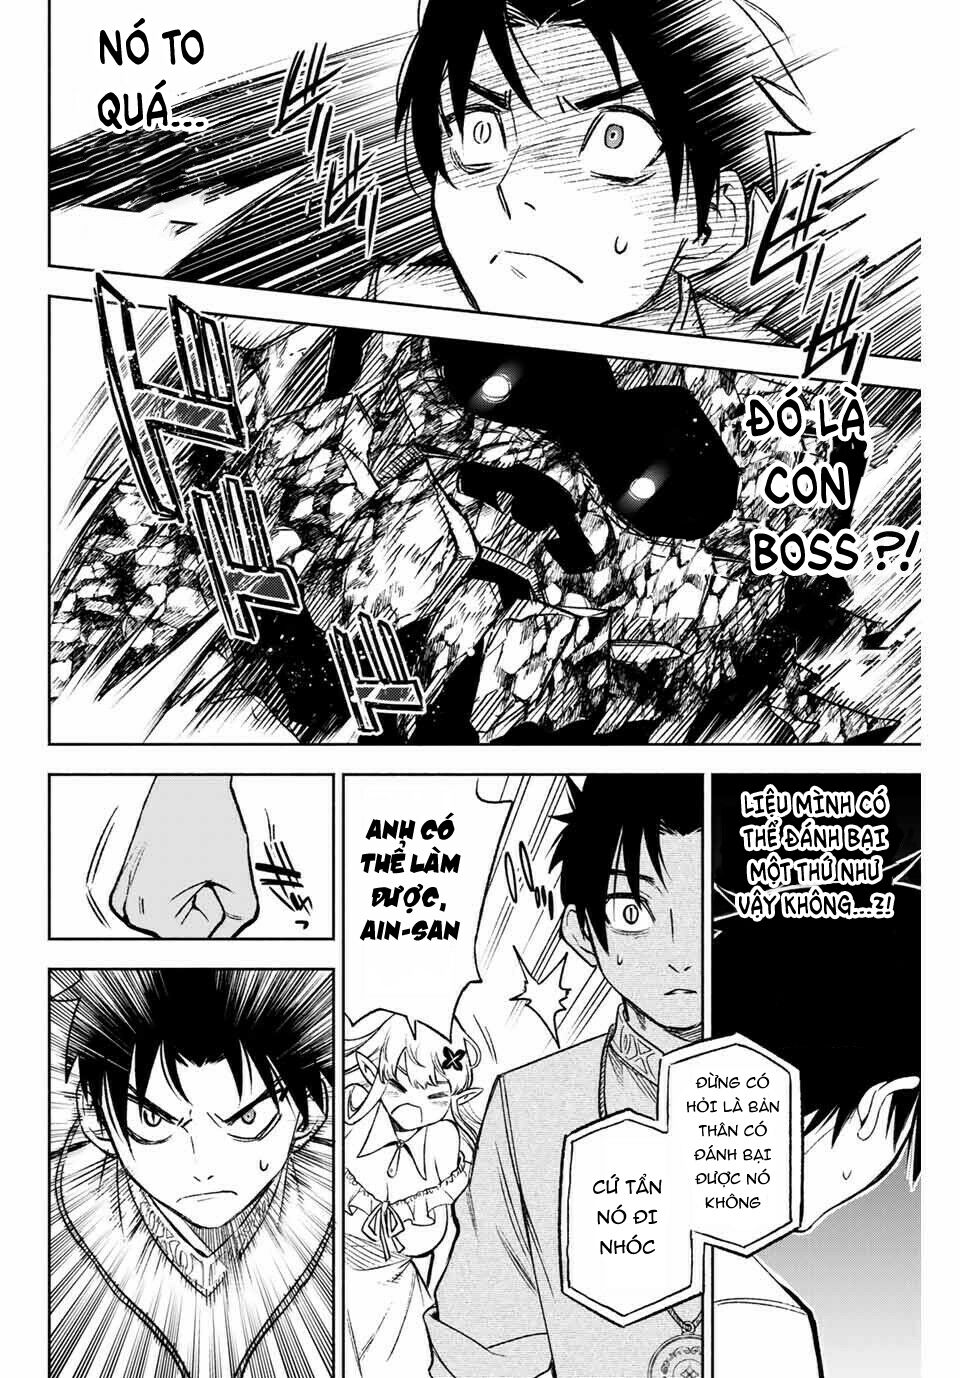 NÓ TO
QUÁ...
ĐÓ LÀ
CON
BOSS ?!
LIỆU MÌNH CÓ
THỂ ĐÁNH BẠI
MỘT THỨ NHƯ
VẬY KHÔNG...?!
ĐỪNG CÓ
HỎI LÀ BẢN
THÂN CÓ
ĐÁNH BẠI
ĐƯỢC NÓ
KHÔNG
CỨ TẨN
NÓ ĐI
NHÓC
ANH CÓ
THỂ LÀM
ĐƯỢC,
AIN-SAN